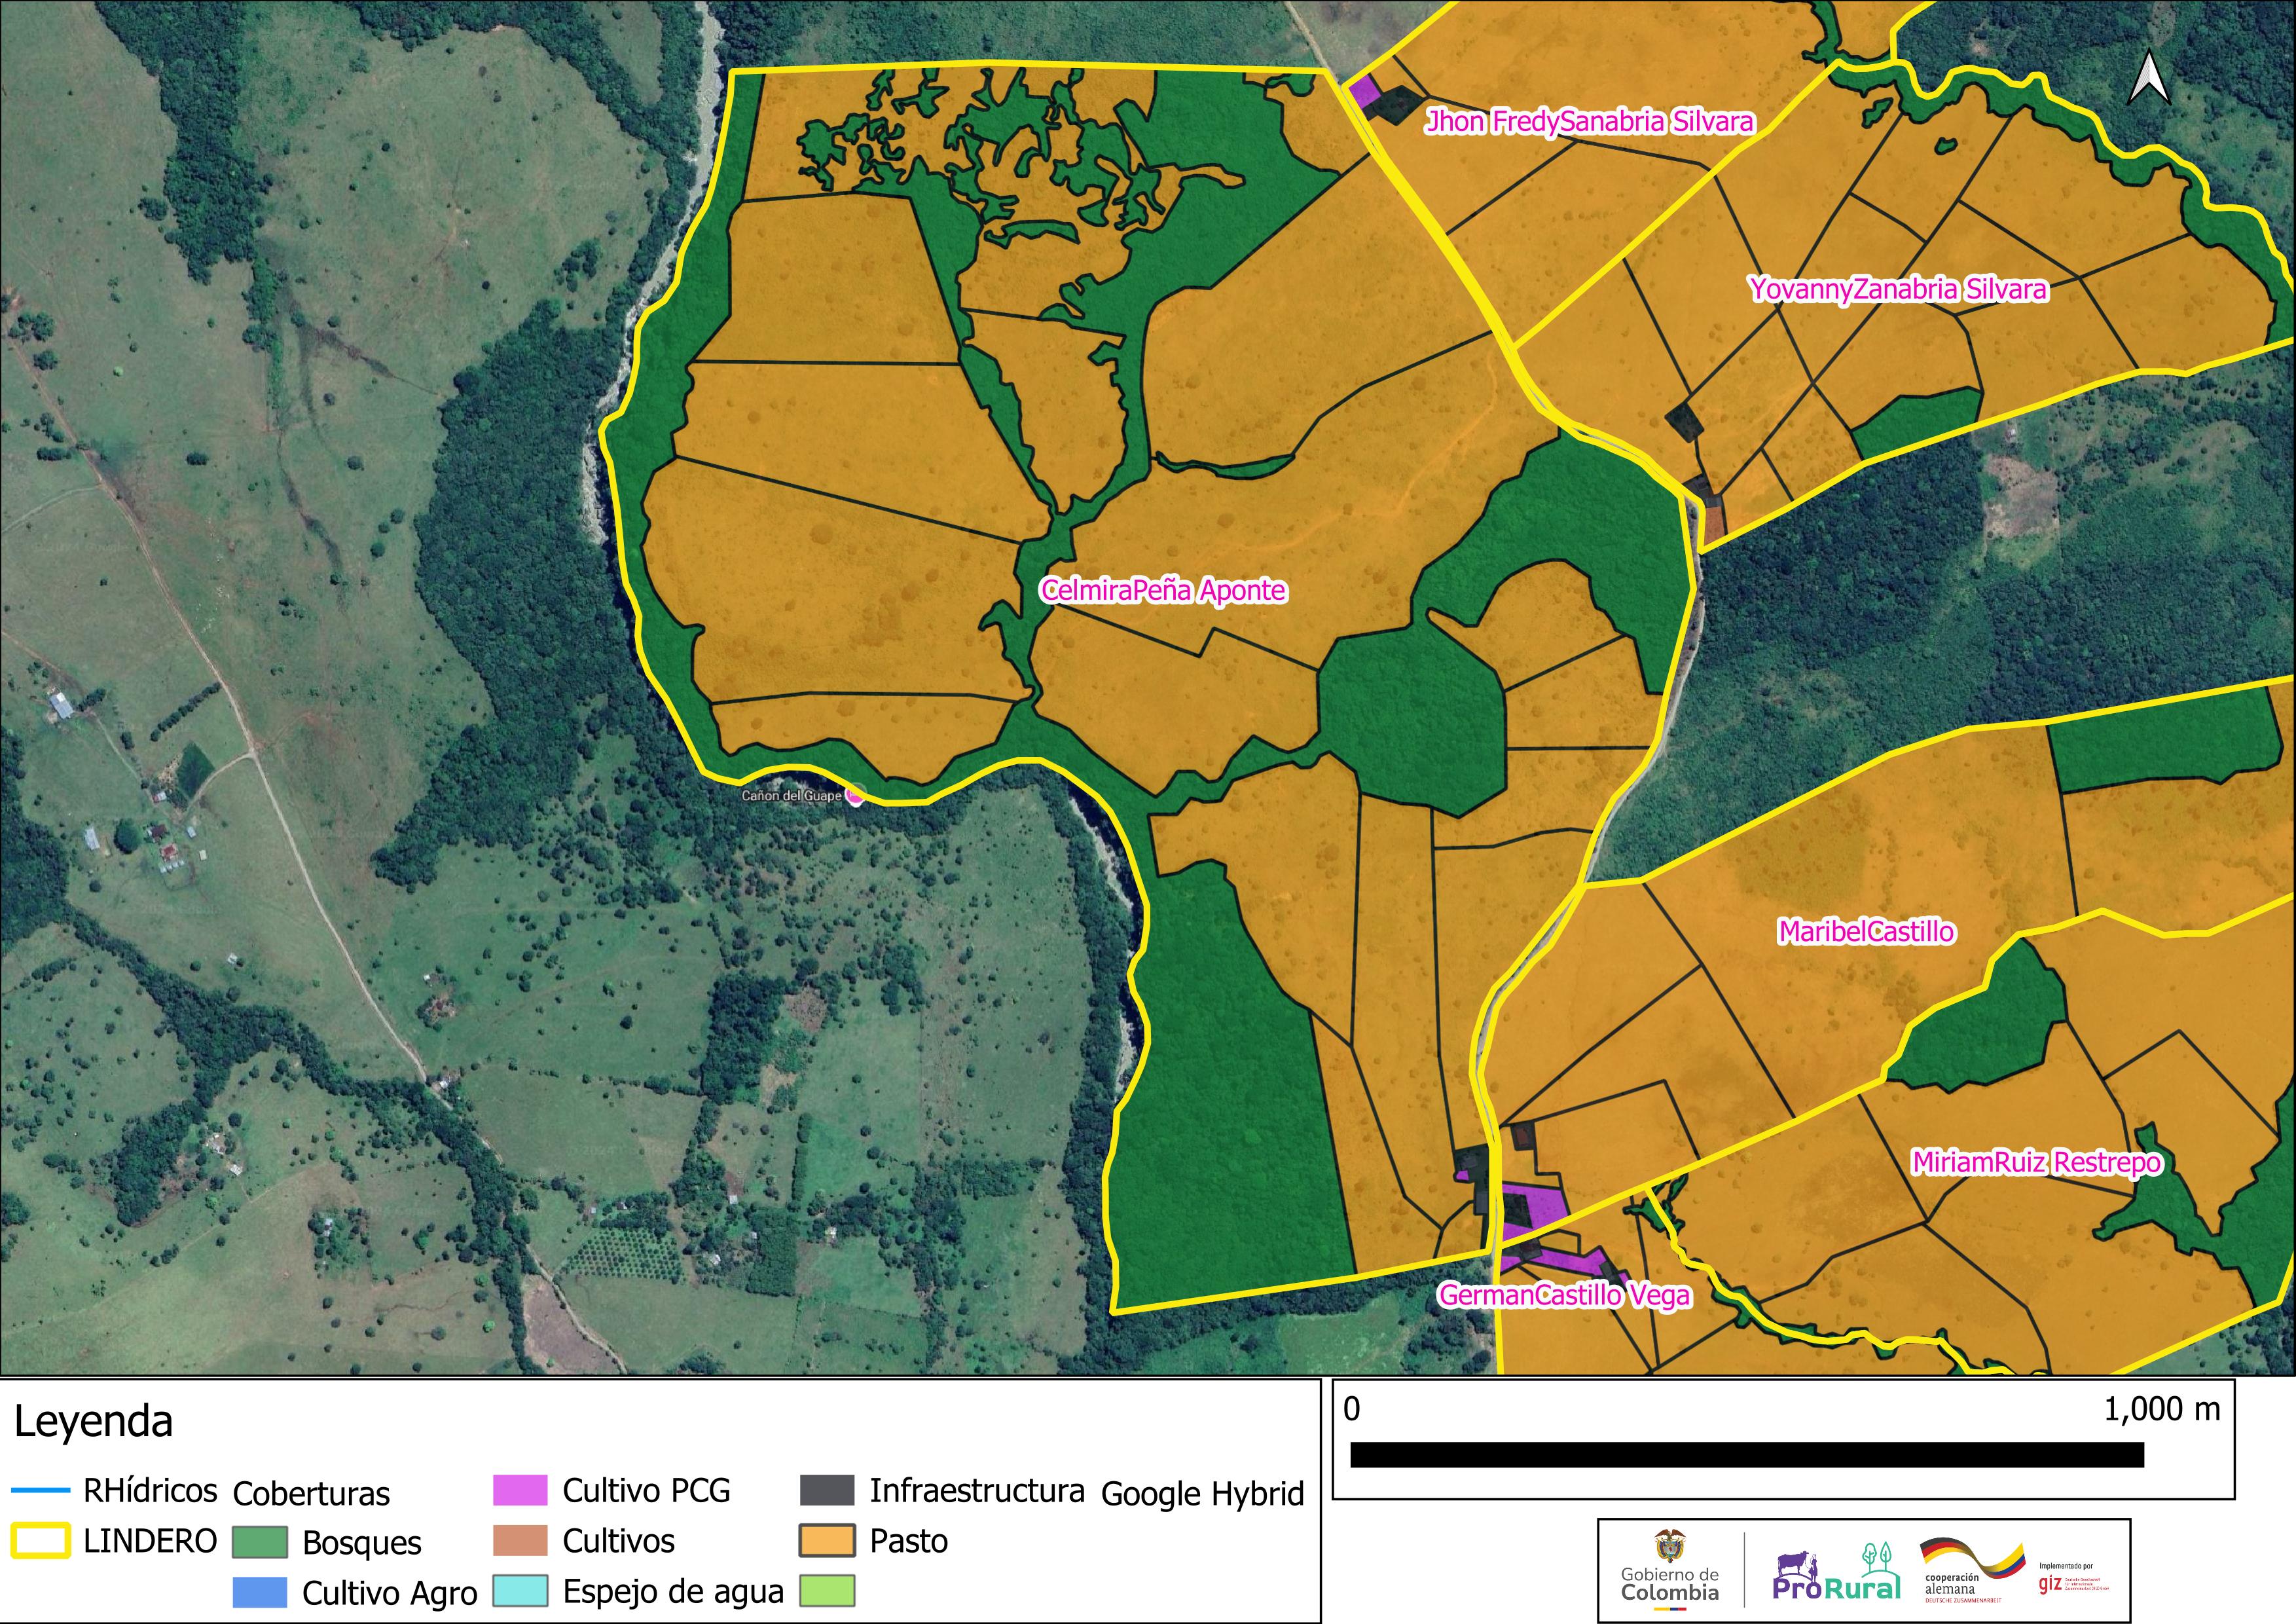 Jhon FredySanabria Silvara
YovannyZanabria Silvara
CelmiraPeña Aponte
Cañon del Guape
MaribelCastillo
MiriamRuiz Restrepo
GermanCastillo Vega
Leyenda
RHídricos
LINDERO
Coberturas
Bosques
Cultivo Agro
Cultivo PCG
Cultivos
Espejo de agua
Infraestructura
Pasto
Google Hybrid
0 1,000 m
Gobierno de
Colombia
ProRural
cooperación
alemana
DEUTSCHE ZUSAMMENARBEIT
Implementado por
giz